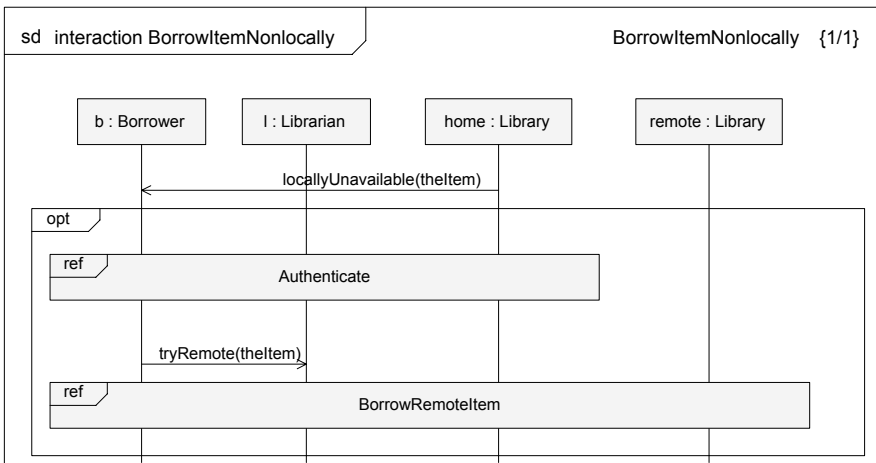 sd interaction BorrowItemNonlocally
BorrowItemNonlocally {1/1}
b : Borrower
l : Librarian
home : Library
remote : Library
locallyUnavailable(theItem)
opt
ref
Authenticate
tryRemote(theItem)
ref
BorrowRemoteItem